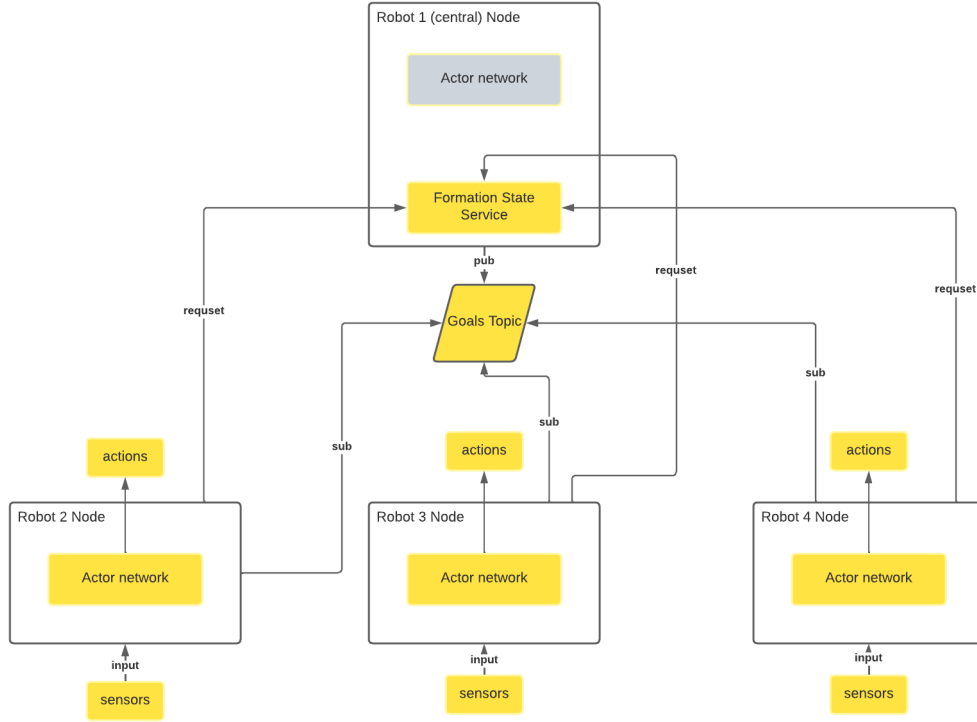 Robot 1 (central) Node
Actor network
Formation State
Service
pub
requset
requset
requset
Goals Topic
sub
sub
sub
actions
actions
actions
Robot 2 Node
Robot 3 Node
Robot 4 Node
Actor network
Actor network
Actor network
input
input
input
sensors
sensors
sensors